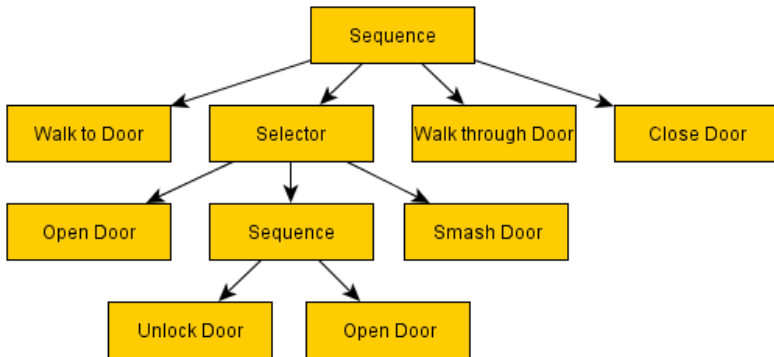 Sequence
Walk to Door
Selector
Walk through Door
Close Door
Open Door
Sequence
Smash Door
Unlock Door
Open Door